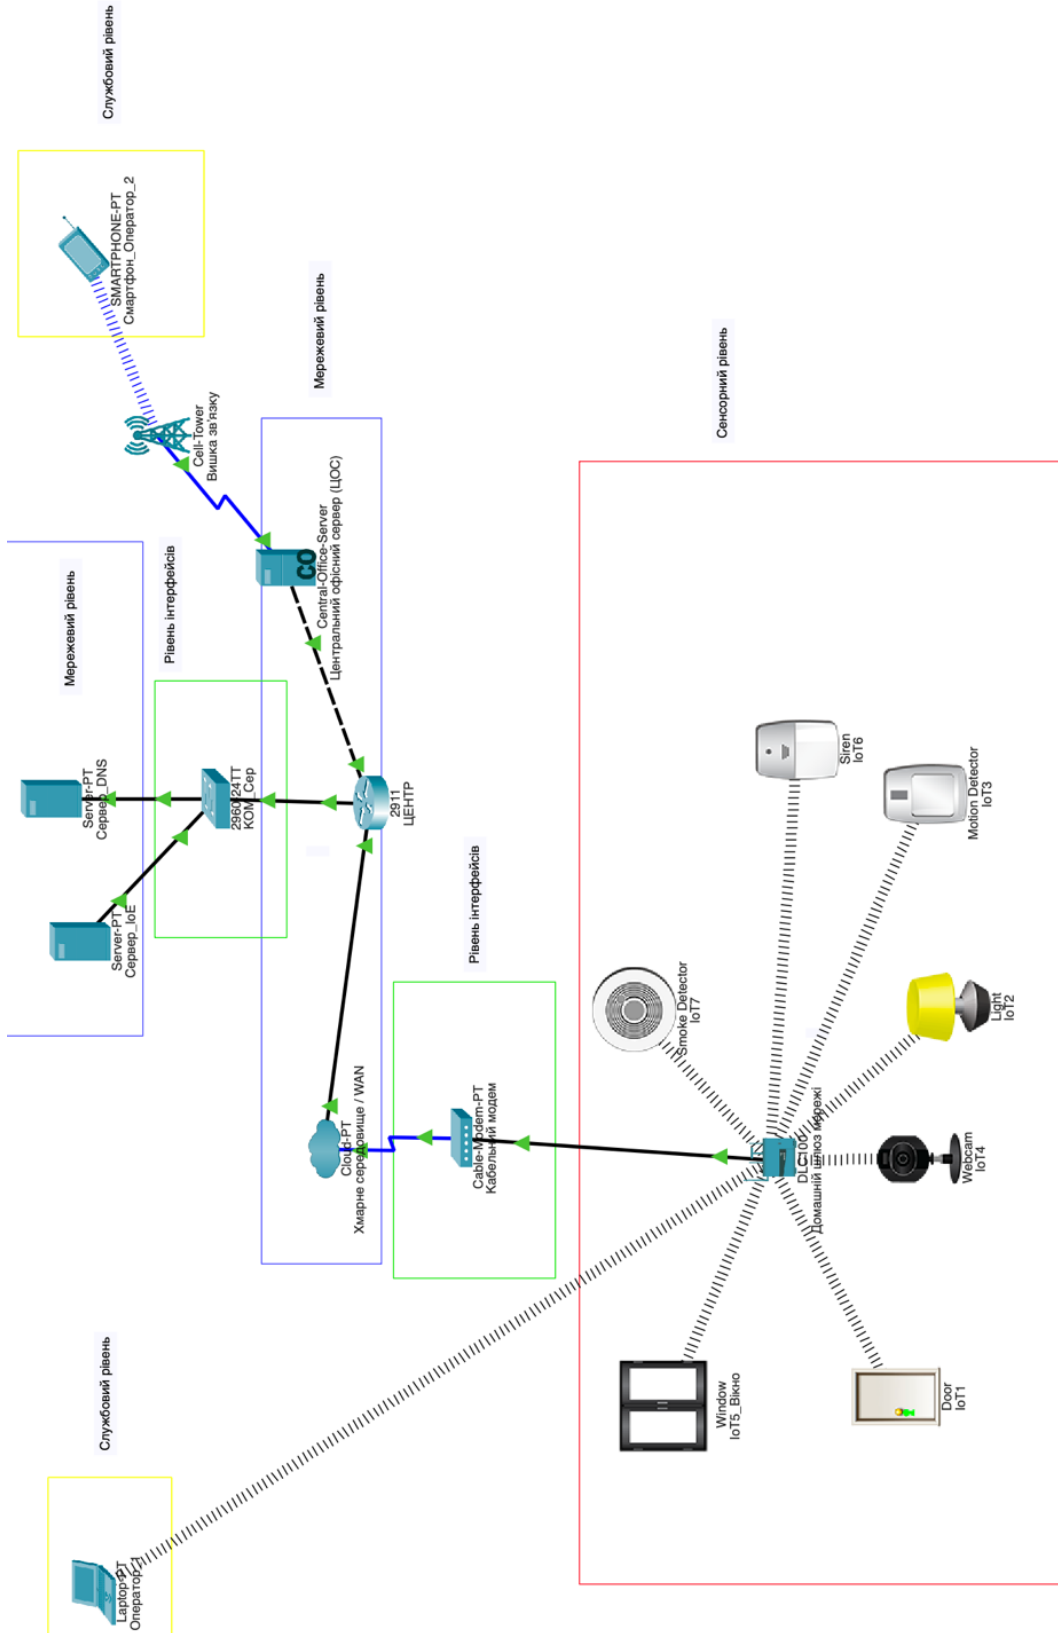 Службовий рівень
Laptop-PT
Оператор_1
Мережевий рівень
Server-PT
Сервер_IoE
Server-PT
Сервер_DNS
Рівень інтерфейсів
2960-24TT
КОМ_Сер
Службовий рівень
SMARTPHONE-PT
Смартфон_Оператор_2
Cell-Tower
Вишка зв'язку
Мережевий рівень
Cloud-PT
Хмарне середовище / WAN
2911
ЦЕНТР
CO
Central-Office-Server
Центральний офісний сервер (ЦОС)
Рівень інтерфейсів
Cable-Modem-PT
Кабельний модем
Сенсорний рівень
Window
IoT5_Вікно
Smoke Detector
IoT7
DLC100
Домашній шлюз мережі
Siren
IoT6
Door
IoT1
Webcam
IoT4
Light
IoT2
Motion Detector
IoT3